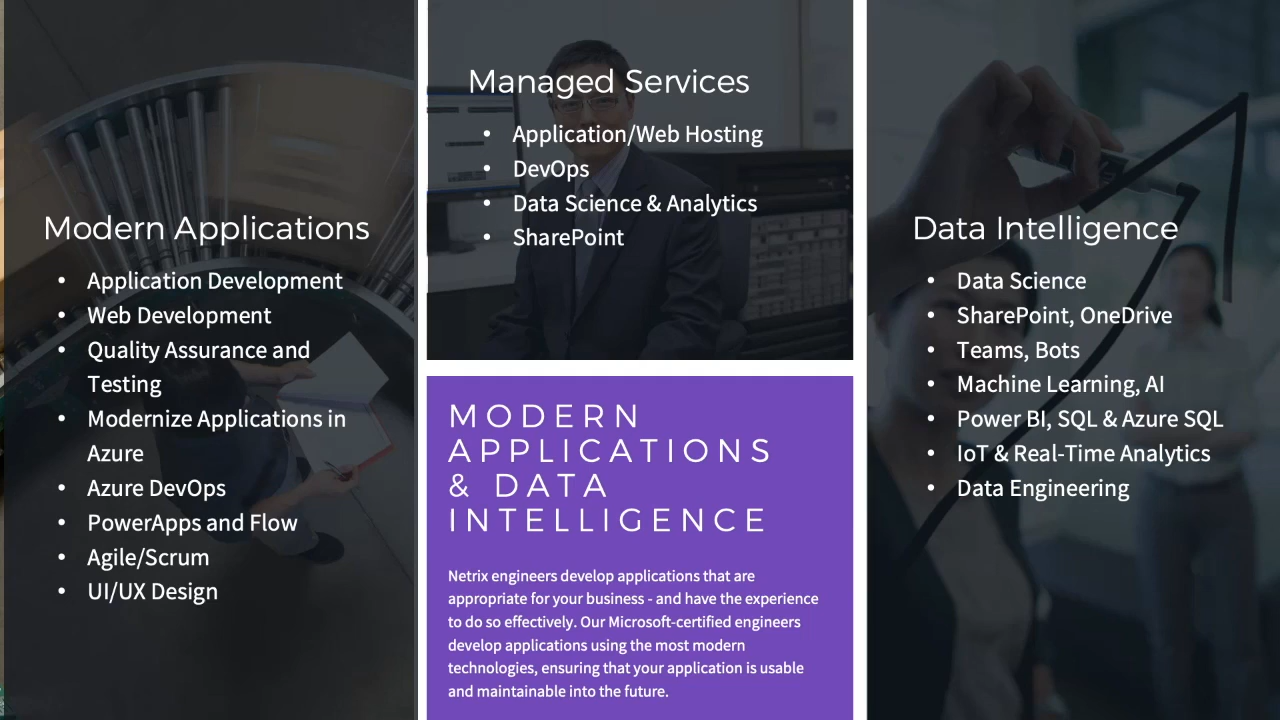 Modern Applications
• Application Development
• Web Development
• Quality Assurance and
Testing
• Modernize Applications in
Azure
• Azure DevOps
• PowerApps and Flow
• Agile/Scrum
• UI/UX Design
Managed Services
• Application/Web Hosting
• DevOps
• Data Science & Analytics
• SharePoint
MODERN
APPLICATIONS
& DATA
INTELLIGENCE
Netrix engineers develop applications that are
appropriate for your business - and have the experience
to do so effectively. Our Microsoft-certified engineers
develop applications using the most modern
technologies, ensuring that your application is usable
and maintainable into the future.
Data Intelligence
• Data Science
• SharePoint, OneDrive
• Teams, Bots
• Machine Learning, AI
• Power BI, SQL & Azure SQL
• IoT & Real-Time Analytics
• Data Engineering